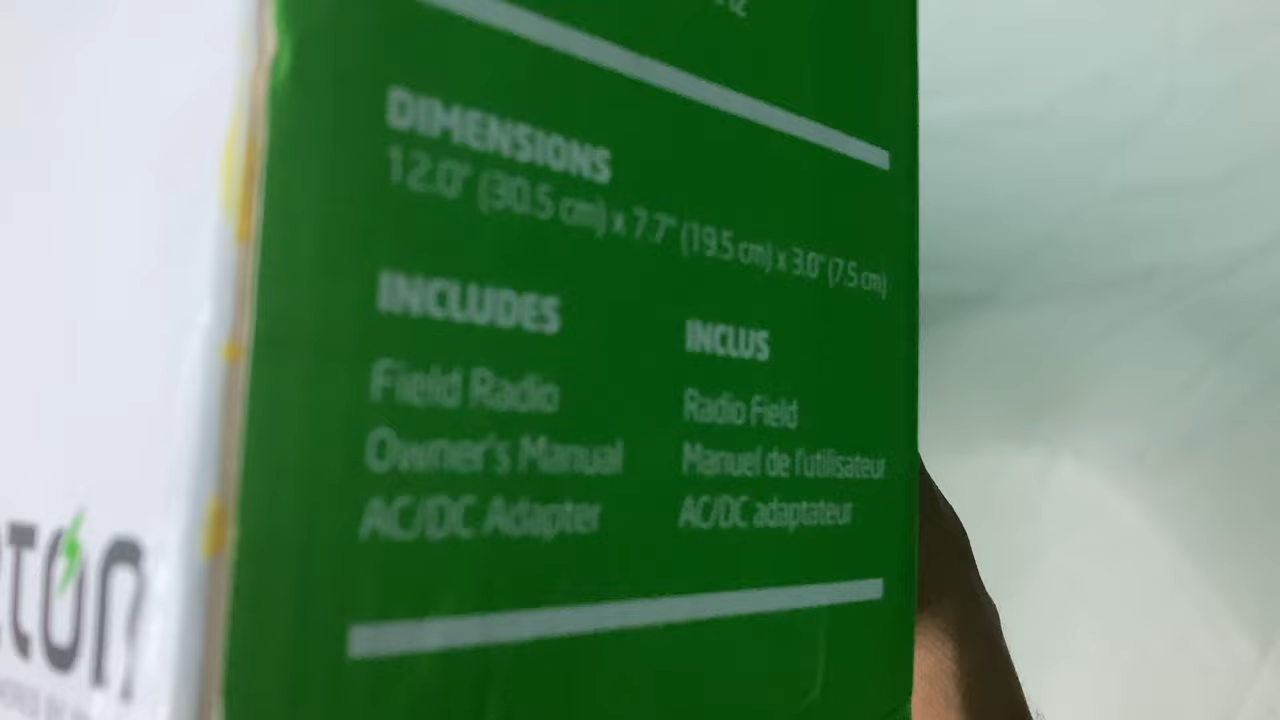 DIMENSIONS
12.0" (30.5 cm) x 7.7" (19.5 cm) x 3.0" (7.5 cm)
INCLUDES
Field Radio
Owner's Manual
AC/DC Adapter
INCLUS
Radio Field
Manuel de l'utilisateur
AC/DC adaptateur
etōn